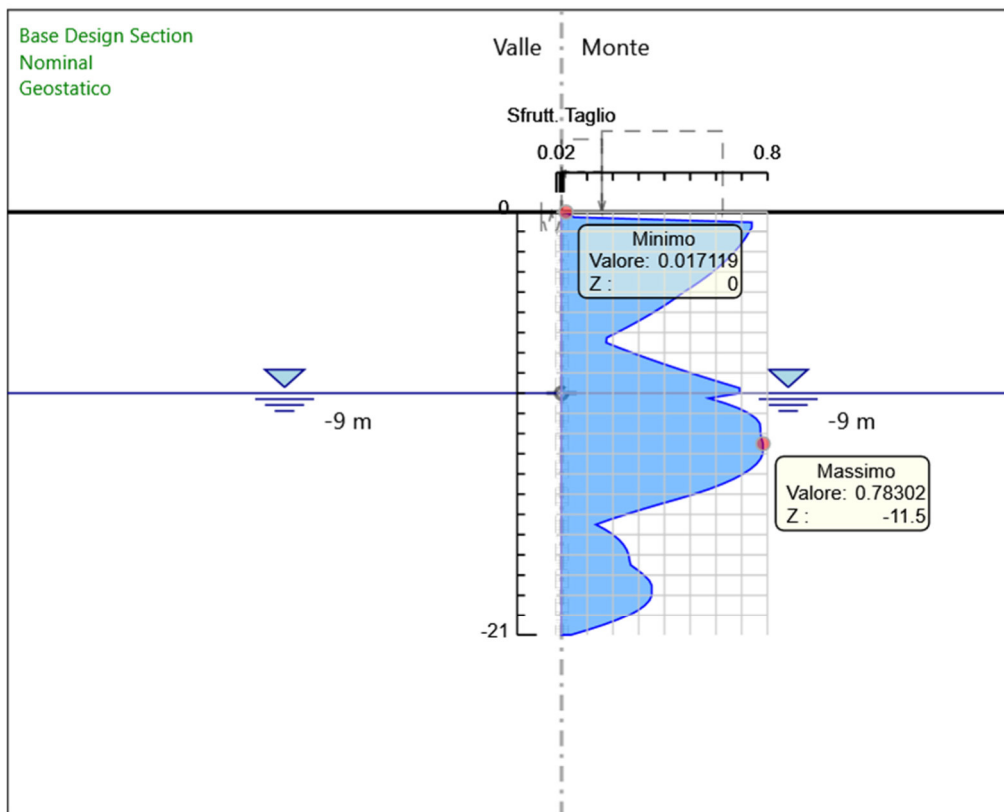 Base Design Section
Nominal
Geostatico
Valle Monte
Sfrutt. Taglio
0.02 0.8
0
Minimo
Valore: 0.017119
Z : 0
-9 m -9 m
Massimo
Valore: 0.78302
Z : -11.5
-21